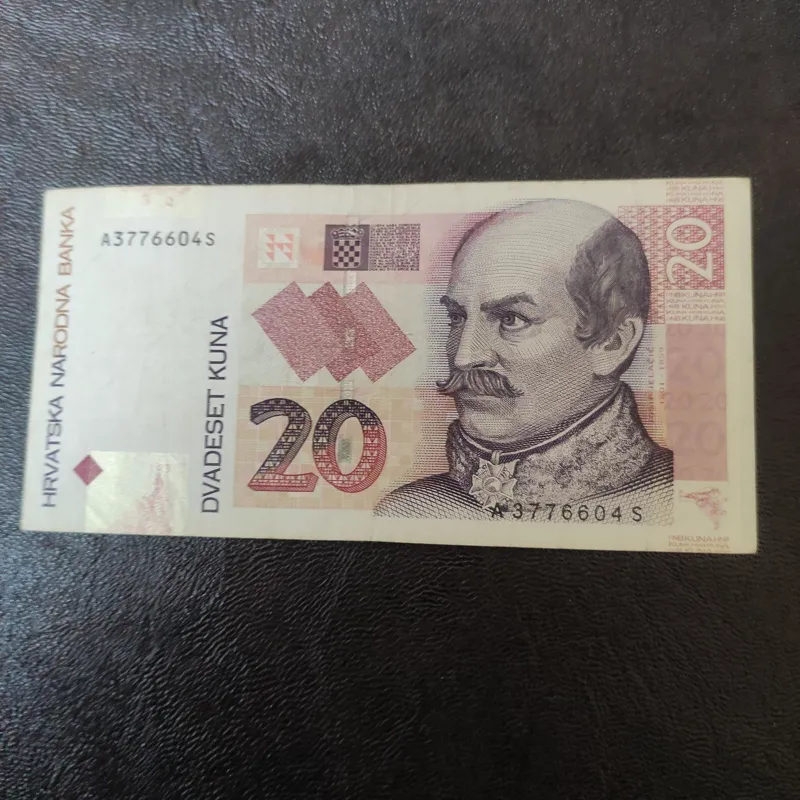 HRVATSKA NARODNA BANKA
A3776604S
DVADESET KUNA
20
20
A3776604S